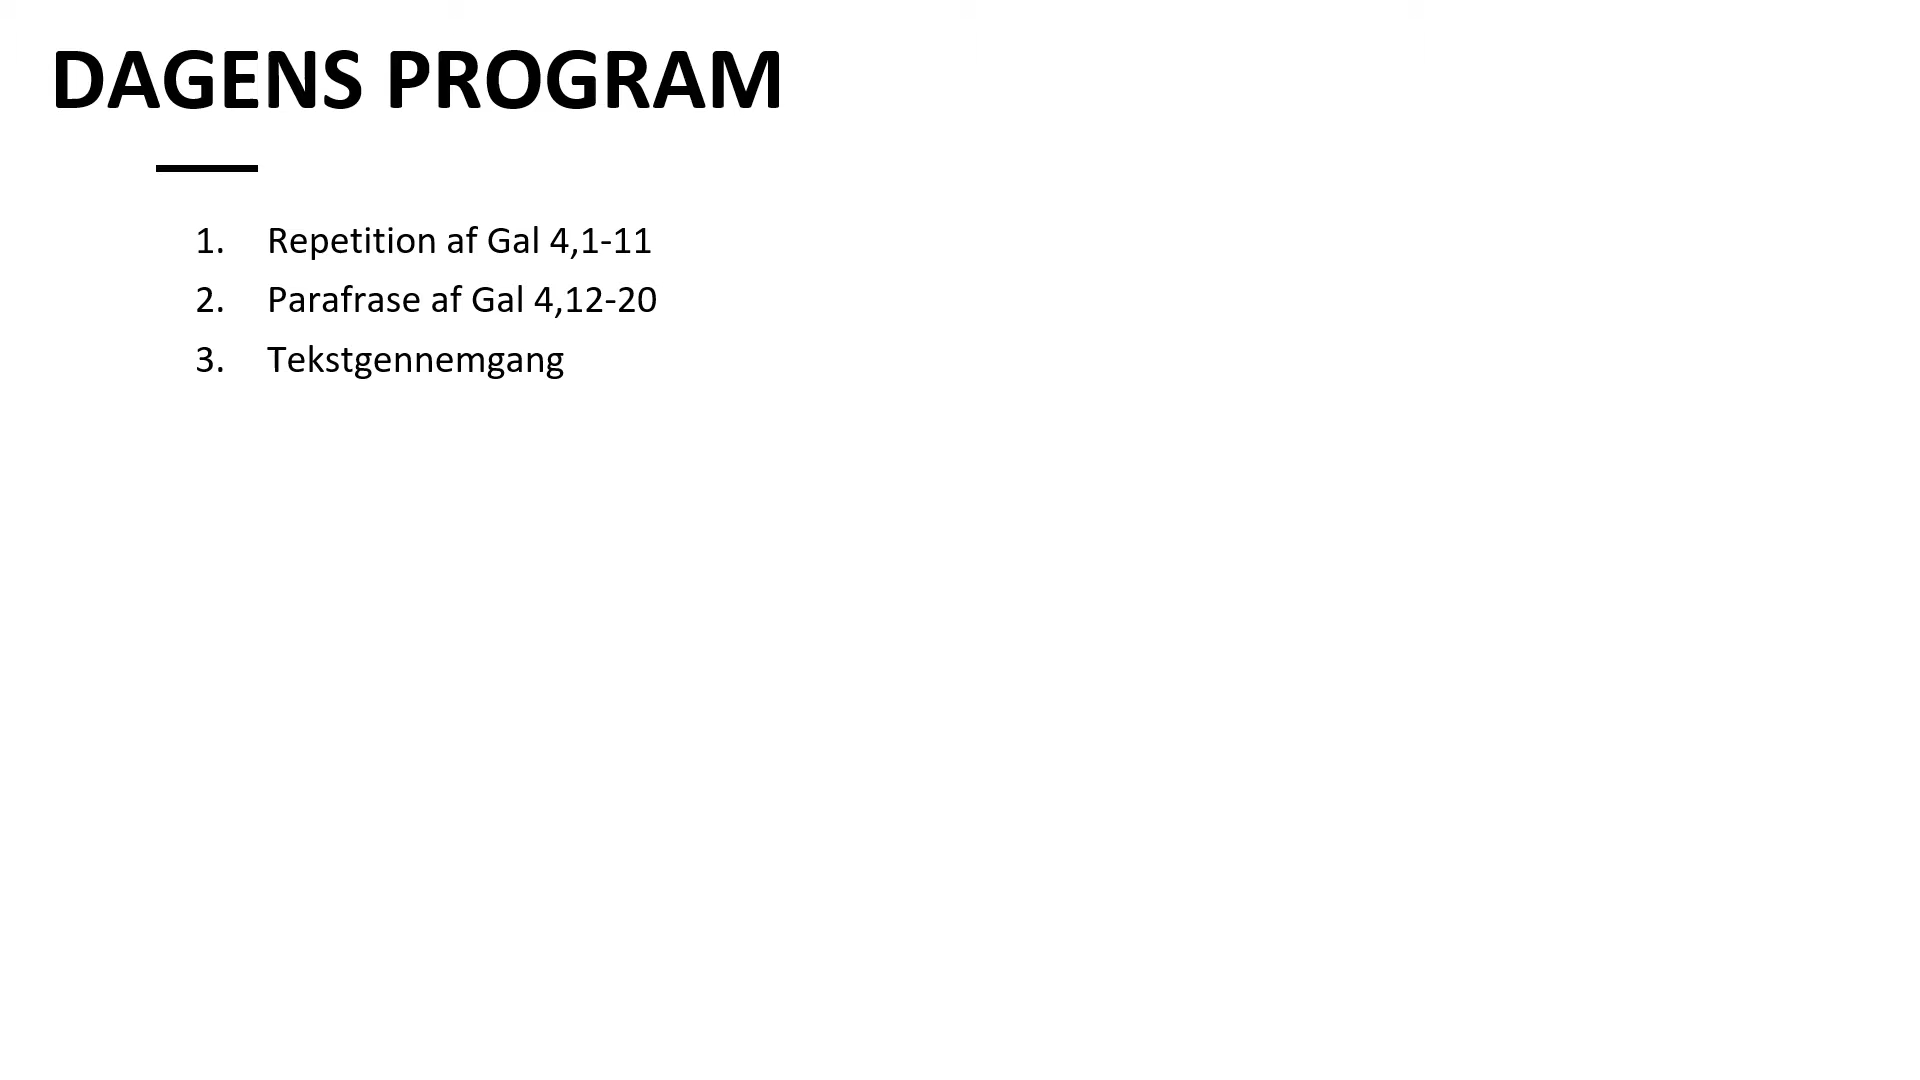 DAGENS PROGRAM
1. Repetition af Gal 4,1-11
2. Parafrase af Gal 4,12-20
3. Tekstgennemgang